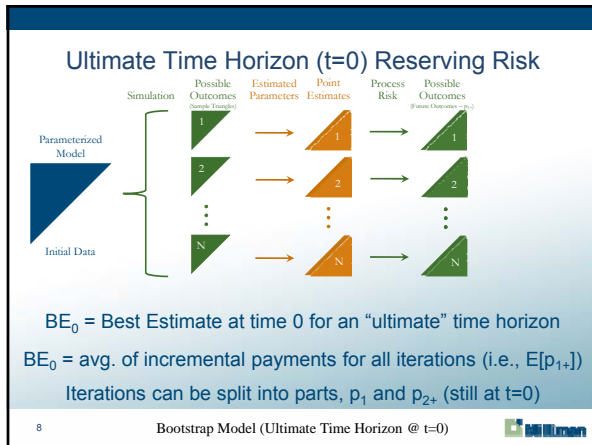 Ultimate Time Horizon (t=0) Reserving Risk
Simulation
Possible
Outcomes
(Sample Triangles)
Estimated
Parameters
Point
Estimates
Process
Risk
Possible
Outcomes
(Future Outcomes – p1+)
Parameterized
Model
Initial Data
1
1
1
2
2
2
N
N
N
BE0 = Best Estimate at time 0 for an “ultimate” time horizon
BE0 = avg. of incremental payments for all iterations (i.e., E[p1+])
Iterations can be split into parts, p1 and p2+ (still at t=0)
8
Bootstrap Model (Ultimate Time Horizon @ t=0)
Milliman